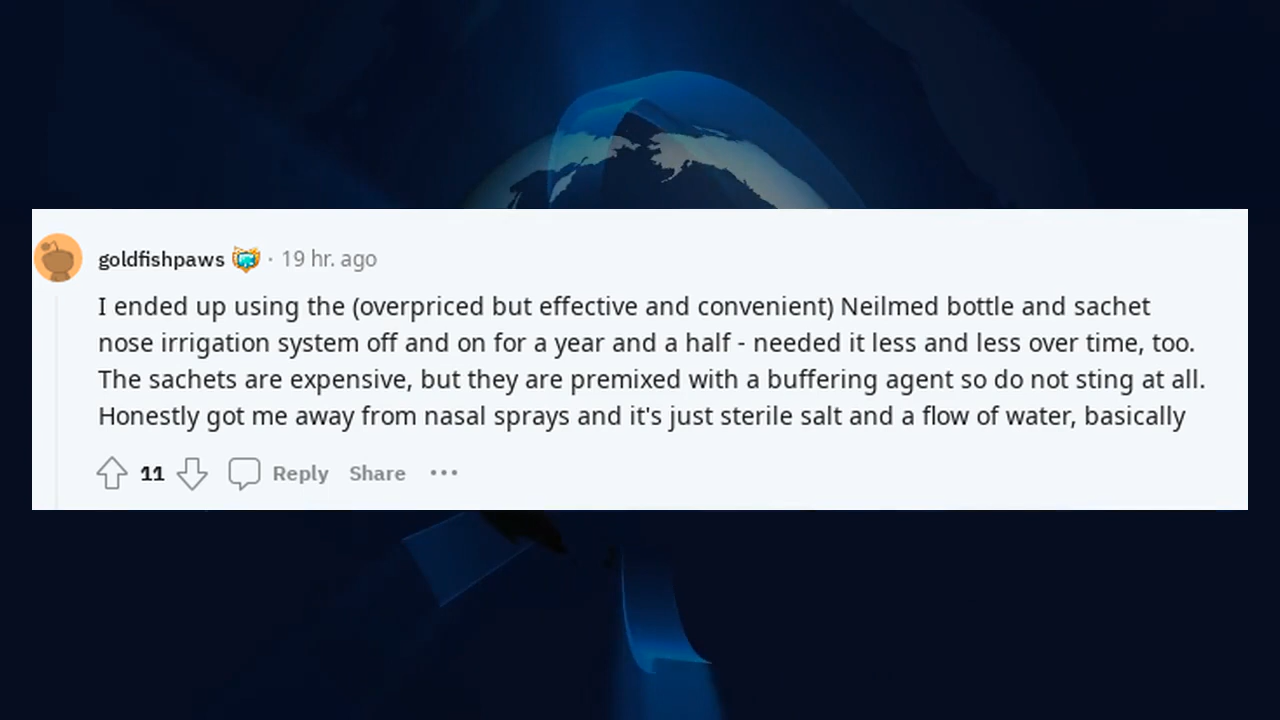 goldfishpaws · 19 hr. ago
I ended up using the (overpriced but effective and convenient) Neilmed bottle and sachet
nose irrigation system off and on for a year and a half - needed it less and less over time, too.
The sachets are expensive, but they are premixed with a buffering agent so do not sting at all.
Honestly got me away from nasal sprays and it's just sterile salt and a flow of water, basically
11 Reply Share ···